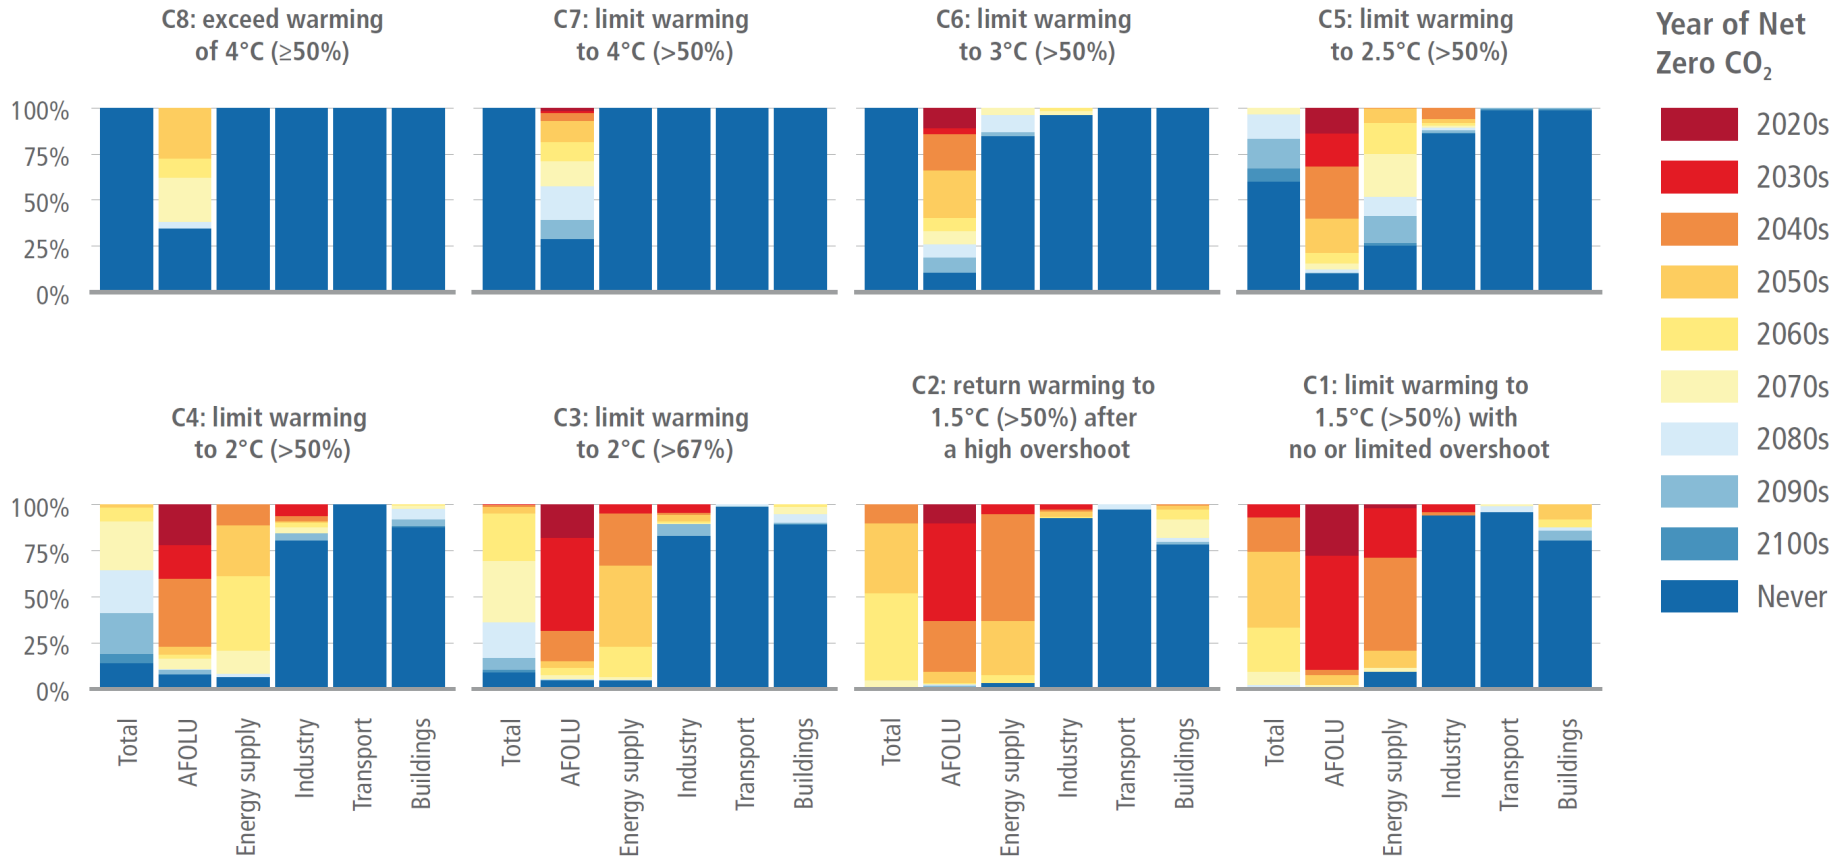 C8: exceed warming
of 4°C (≥50%)
C7: limit warming
to 4°C (>50%)
C6: limit warming
to 3°C (>50%)
C5: limit warming
to 2.5°C (>50%)
Year of Net
Zero CO₂
2020s
2030s
2040s
2050s
2060s
2070s
2080s
2090s
2100s
Never
100%
75%
50%
25%
0%
C4: limit warming
to 2°C (>50%)
C3: limit warming
to 2°C (>67%)
C2: return warming to
1.5°C (>50%) after
a high overshoot
C1: limit warming to
1.5°C (>50%) with
no or limited overshoot
100%
75%
50%
25%
0%
Total
AFOLU
Energy supply
Industry
Transport
Buildings
Total
AFOLU
Energy supply
Industry
Transport
Buildings
Total
AFOLU
Energy supply
Industry
Transport
Buildings
Total
AFOLU
Energy supply
Industry
Transport
Buildings